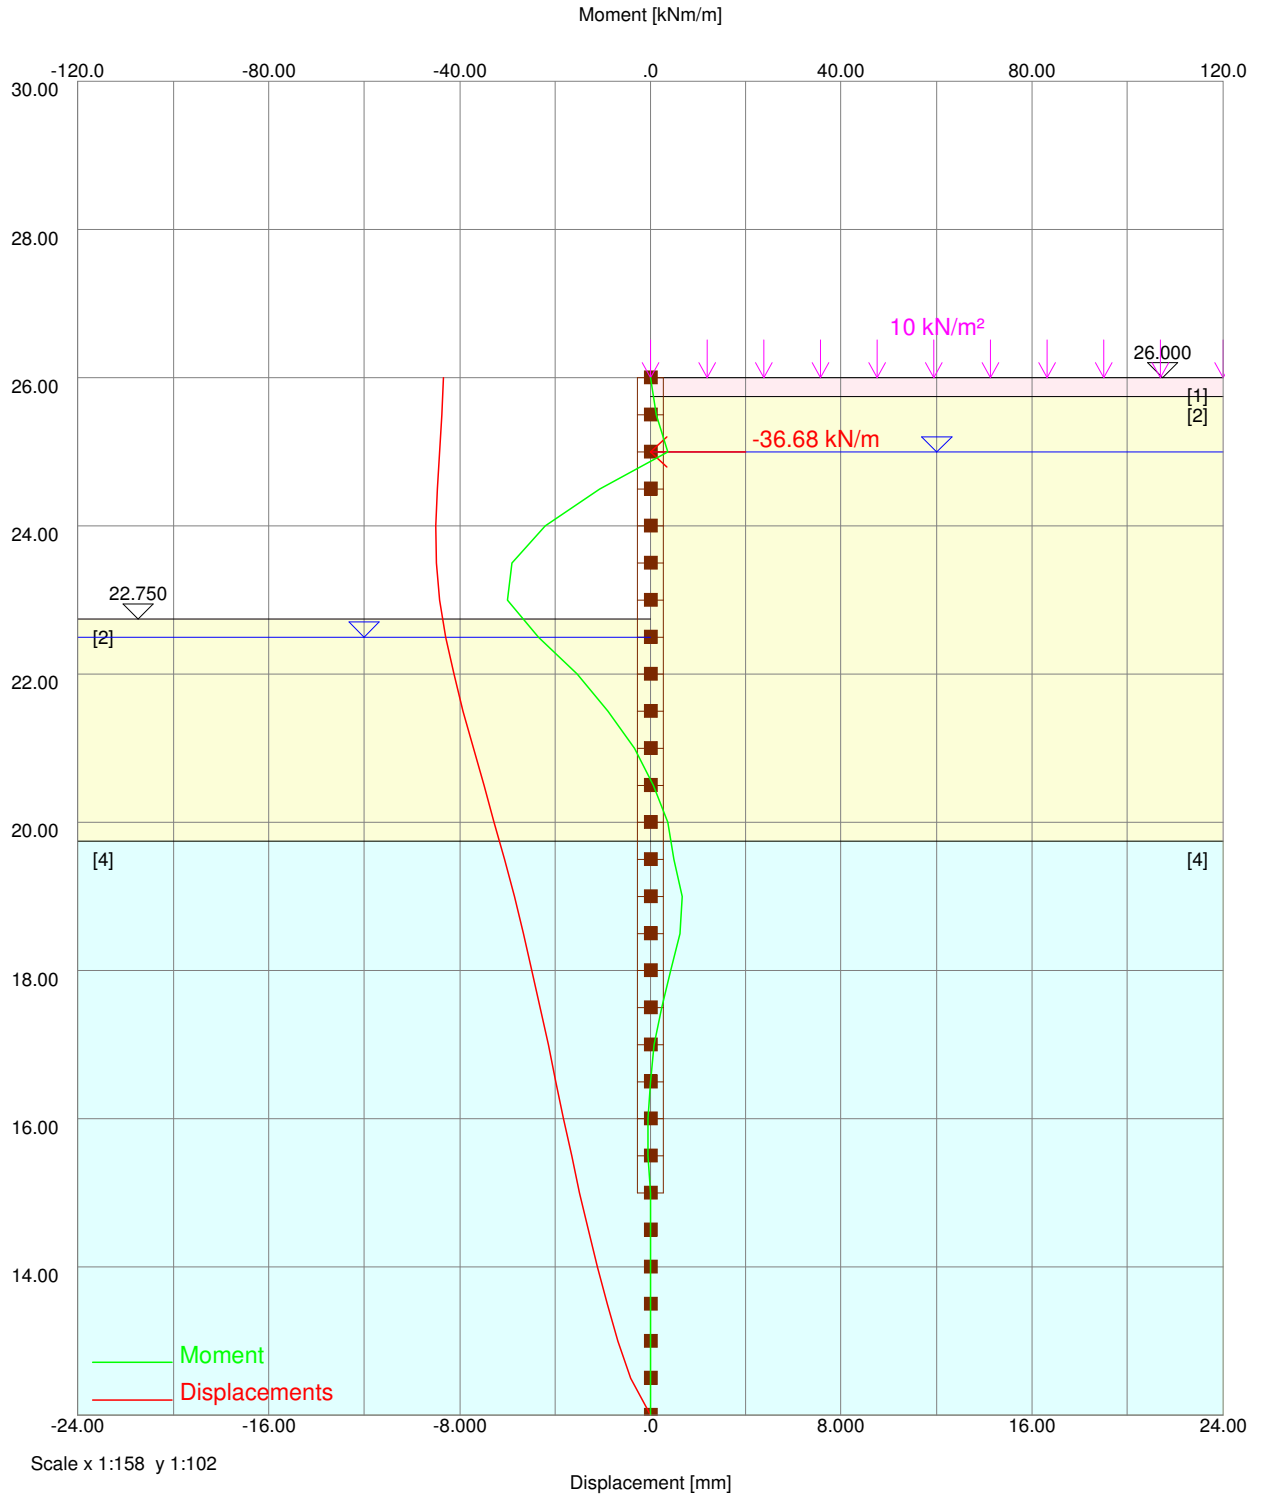 Moment [kNm/m]
-120.0 -80.00 -40.00 .0 40.00 80.00 120.0
30.00
28.00
10 kN/m²
26.000
26.00
[1]
[2]
-36.68 kN/m
24.00
22.750
[2]
22.00
20.00
[4] [4]
18.00
16.00
14.00
Moment
Displacements
-24.00 -16.00 -8.000 .0 8.000 16.00 24.00
Scale x 1:158 y 1:102
Displacement [mm]